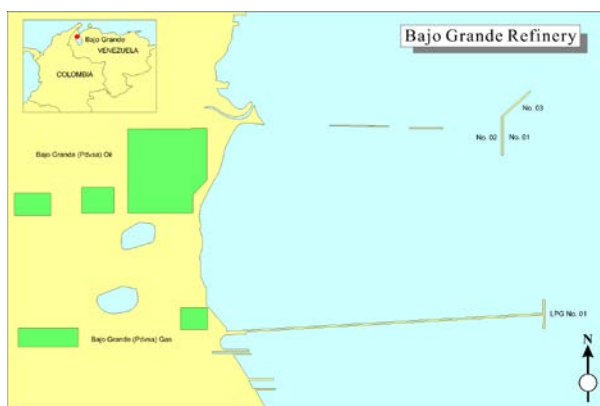 Bajo Grande
VENEZUELA
COLOMBIA
Bajo Grande Refinery
No. 03
No. 02
No. 01
Bajo Grande (Pdvsa) Oil
LPG No. 01
Bajo Grande (Pdvsa) Gas
N